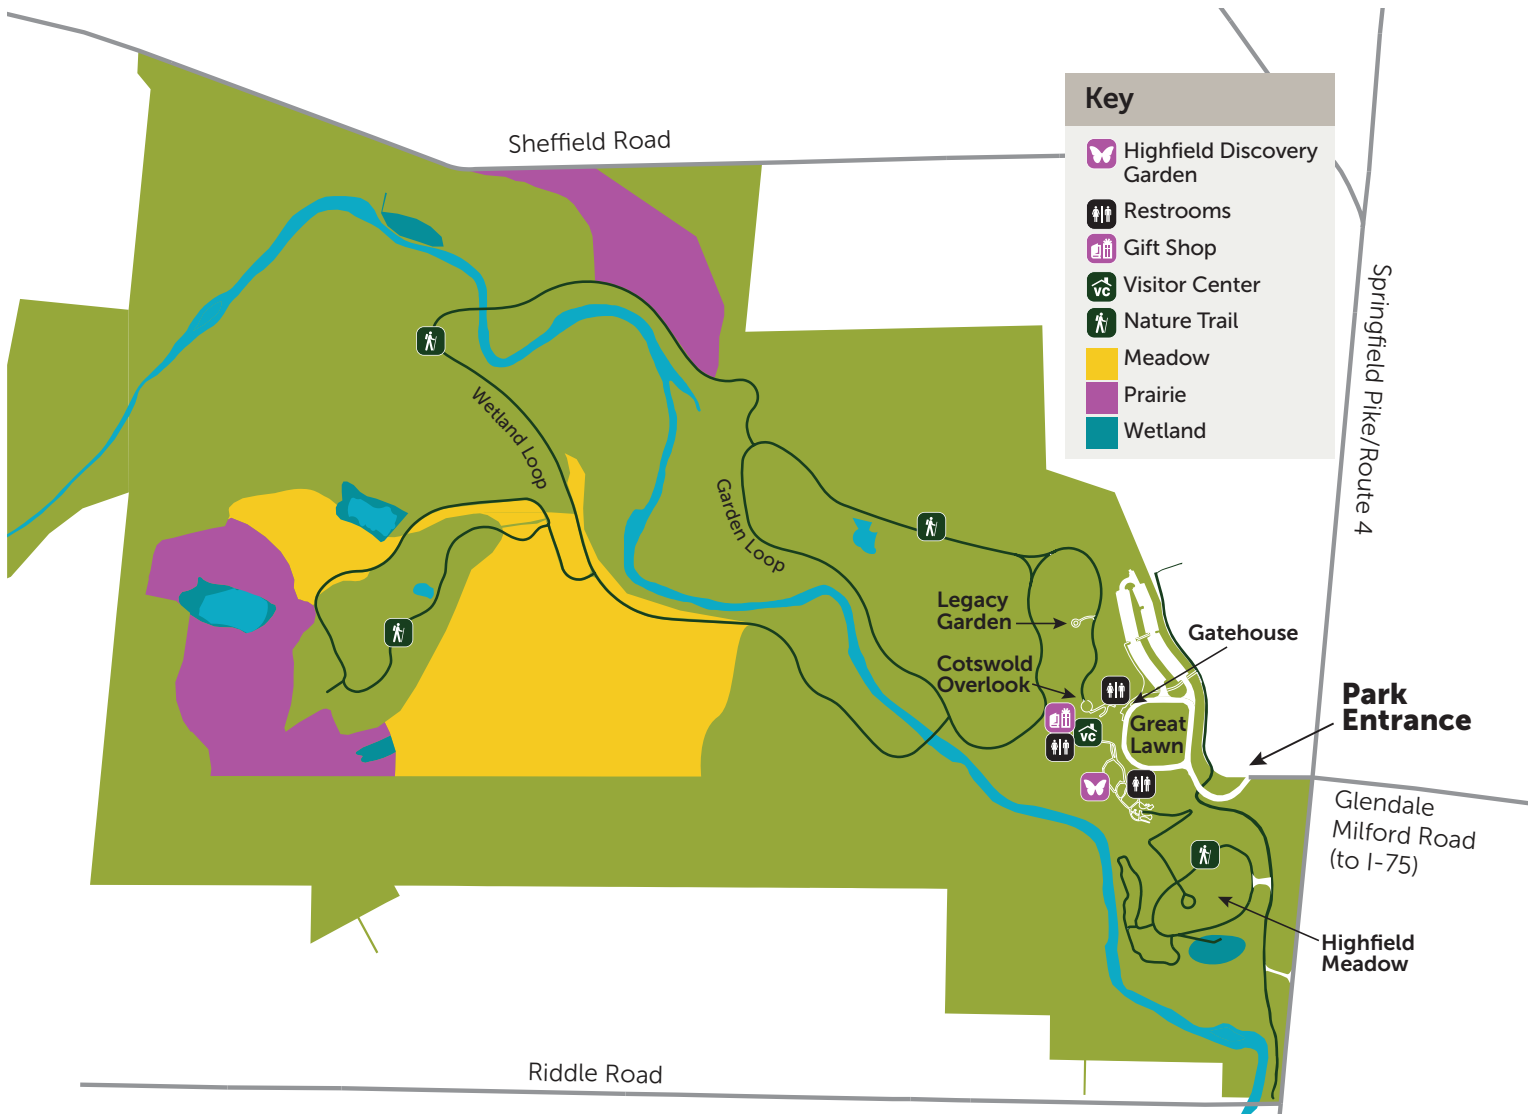 Sheffield Road
Key
Highfield Discovery
Garden
Restrooms
Gift Shop
VC
Visitor Center
Nature Trail
Meadow
Prairie
Wetland
Springfield Pike/Route 4
Wetland Loop
Garden Loop
Legacy
Garden
Gatehouse
Cotswold
Overlook
Park
Entrance
Great
Lawn
VC
Glendale
Milford Road
(to I-75)
Highfield
Meadow
Riddle Road